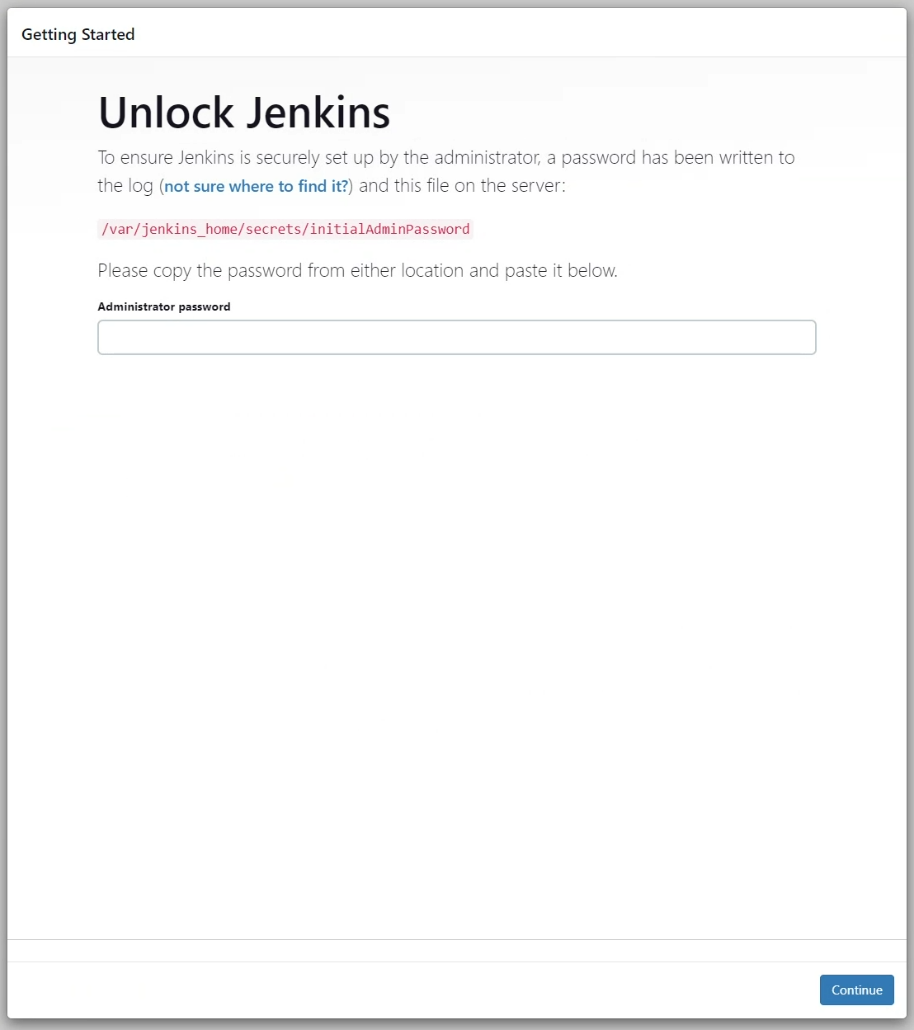 Getting Started
Unlock Jenkins
To ensure Jenkins is securely set up by the administrator, a password has been written to
the log (not sure where to find it?) and this file on the server:
/var/jenkins_home/secrets/initialAdminPassword
Please copy the password from either location and paste it below.
Administrator password
Continue